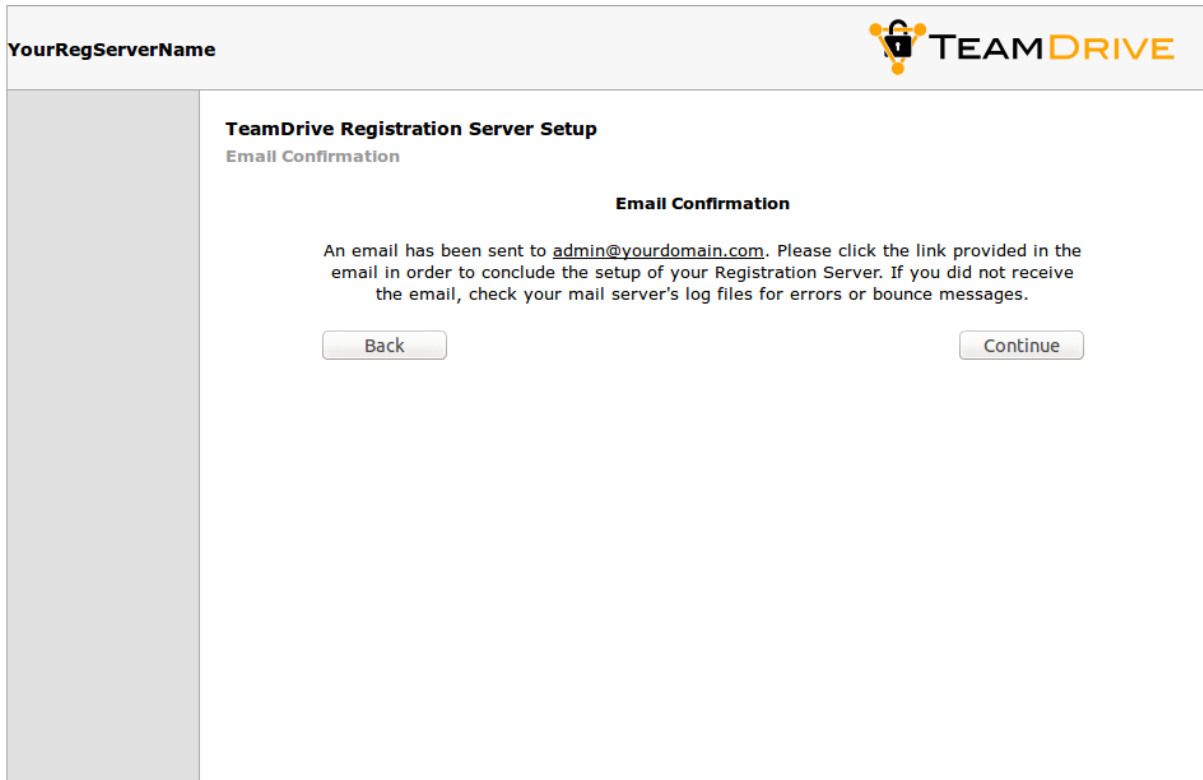 YourRegServerName
TEAMDRIVE
TeamDrive Registration Server Setup
Email Confirmation
Email Confirmation
An email has been sent to admin@yourdomain.com. Please click the link provided in the
email in order to conclude the setup of your Registration Server. If you did not receive
the email, check your mail server's log files for errors or bounce messages.
Back
Continue